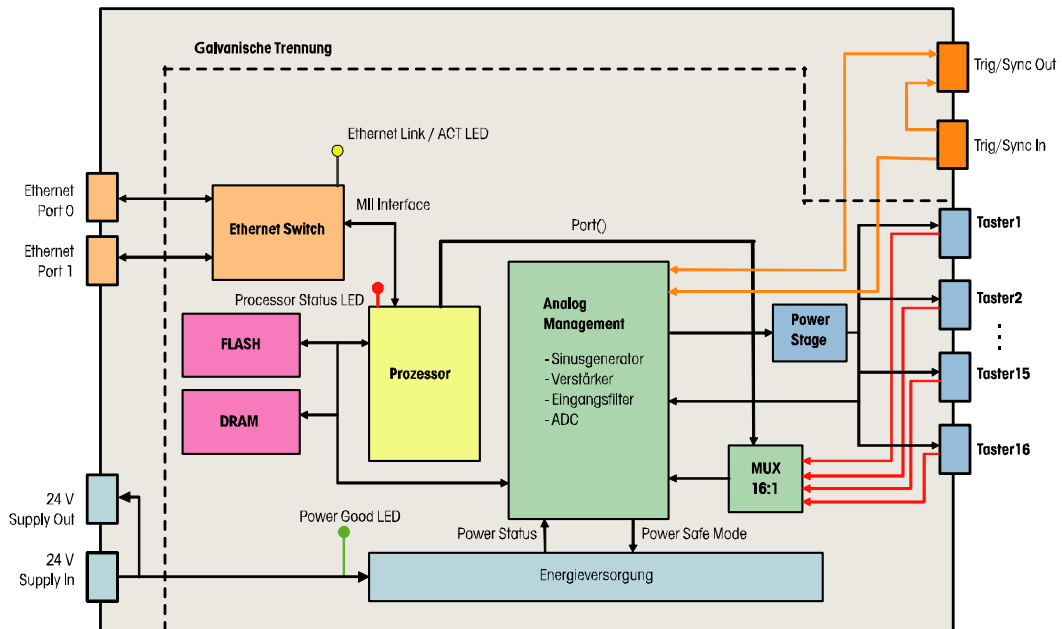 Galvanische Trennung
Trig/Sync Out
Trig/Sync In
Ethernet Link / ACT LED
Ethernet
Port 0
Ethernet
Port 1
Ethernet Switch
MII Interface
Port()
Taster1
Taster2
Taster15
Taster16
Processor Status LED
FLASH
DRAM
Prozessor
Analog
Management
- Sinusgenerator
- Verstärker
- Eingangsfilter
- ADC
Power
Stage
MUX
16:1
24 V
Supply Out
24 V
Supply In
Power Good LED
Power Status
Power Safe Mode
Energieversorgung